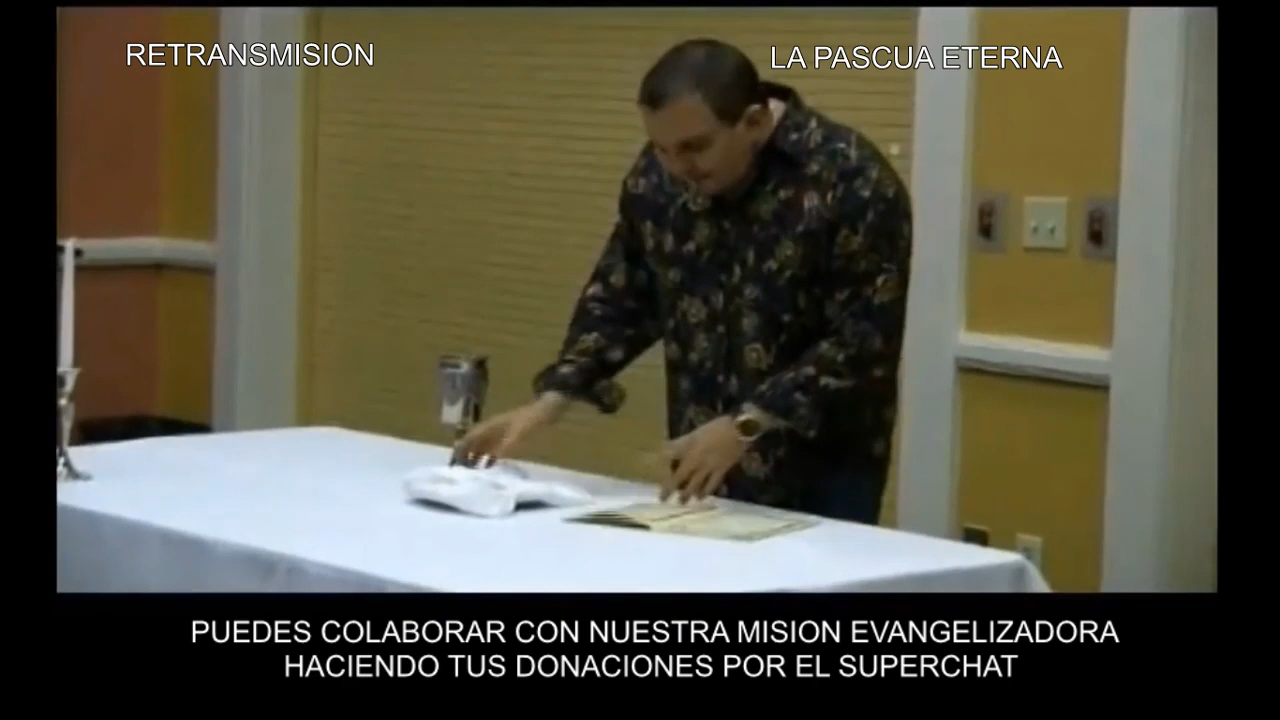 RETRANSMISION
LA PASCUA ETERNA
PUEDES COLABORAR CON NUESTRA MISION EVANGELIZADORA
HACIENDO TUS DONACIONES POR EL SUPERCHAT